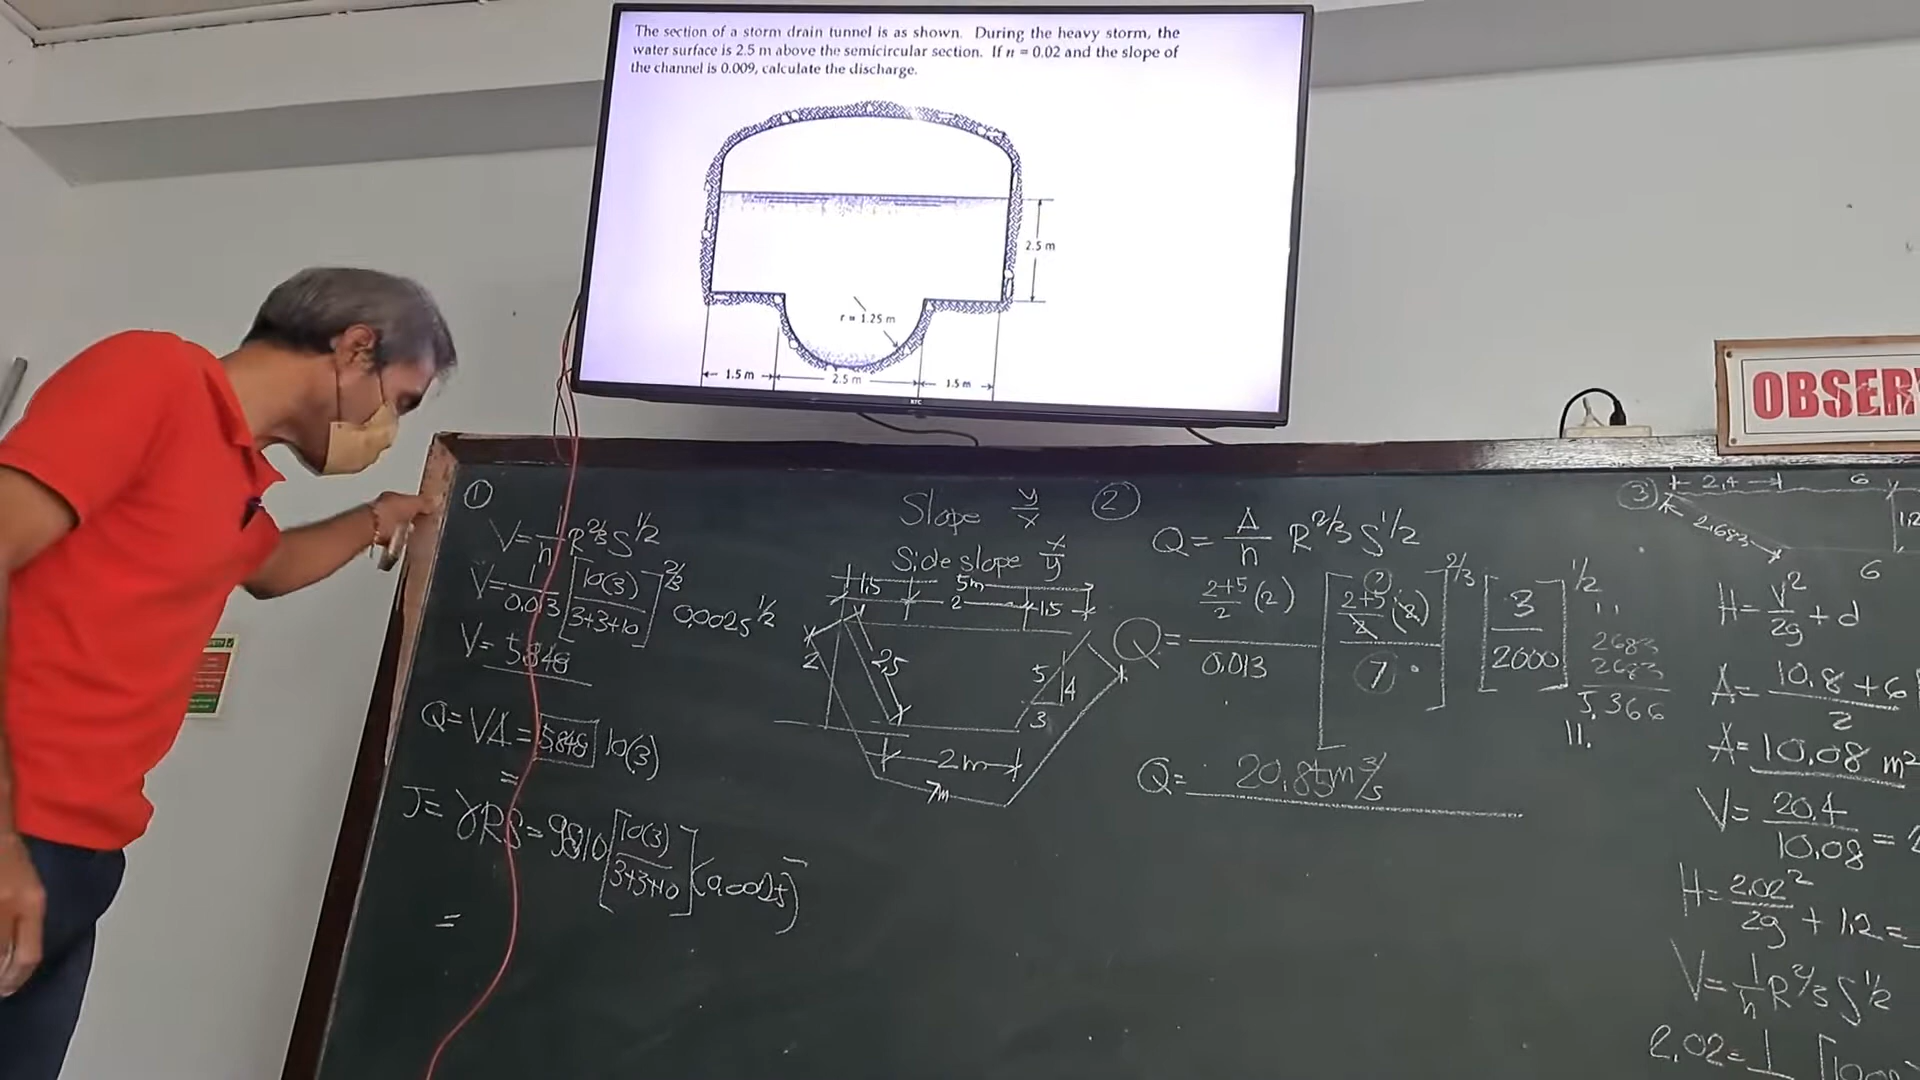 The section of a storm drain tunnel is as shown. During the heavy storm, the
water surface is 2.5 m above the semicircular section. If n = 0.02 and the slope of
the channel is 0.009, calculate the discharge.
2.5 m
r = 1.25 m
1.5 m
2.5 m
1.5 m
OBSER
①
V = 1/n R^2/3 S^1/2
V = 1/0.013 [10(3)/3+3+10]^2/3 0.0025^1/2
V = 5.848
Q = VA = 5.848 10(3)
=
J = γRS = 9810 [10(3)/3+3+10] (0.0025)
=
Slope y/x
Side slope x/y
1.5
5m
2
1.5
2
2.5
5
4
3
2m
7m
②
Q = A/n R^2/3 S^1/2
Q = 2+5/2 (2) / 0.013 [2+5/2 (2) / 7]^2/3 [3/2000]^1/2
2683
2683
5.366
11.
Q = 20.85 m³/s
③
2.4
6
2.683
1.2
6
H = V²/2g + d
A = 10.8+6 / 2
A = 10.08 m²
V = 20.4/10.08 = 2
H = 2.02²/2g + 1.2 =
V = 1/n R^2/3 S^1/2
2.02 = 1